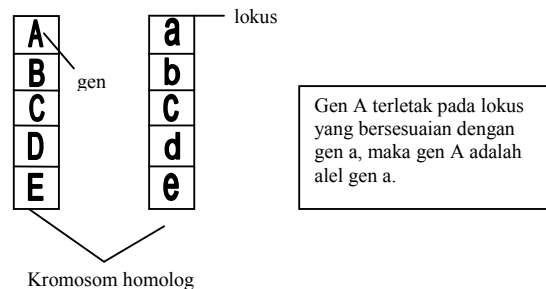 lokus
A a
gen
B b
C C
D d
E e
Gen A terletak pada lokus
yang bersesuaian dengan
gen a, maka gen A adalah
alel gen a.
Kromosom homolog